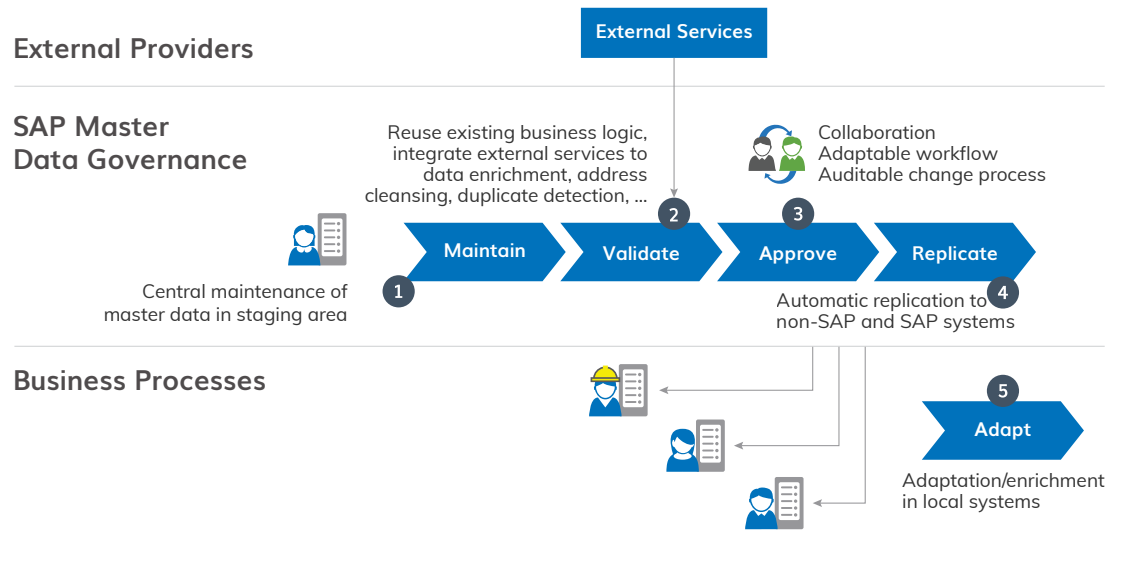 External Providers
External Services
SAP Master
Data Governance
Reuse existing business logic,
integrate external services to
data enrichment, address
cleansing, duplicate detection, ...
Collaboration
Adaptable workflow
Auditable change process
1
Maintain
2
Validate
3
Approve
4
Replicate
Central maintenance of
master data in staging area
Automatic replication to
non-SAP and SAP systems
Business Processes
5
Adapt
Adaptation/enrichment
in local systems